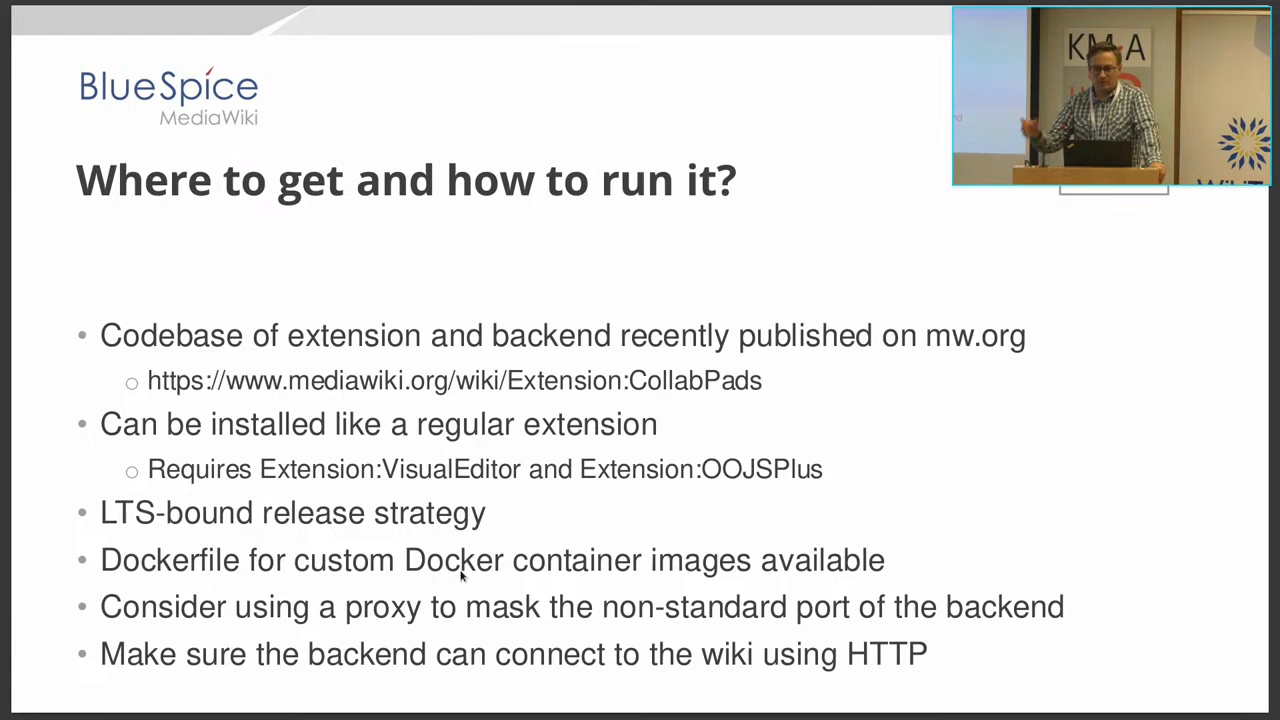 BlueSpice
MediaWiki
Where to get and how to run it?
• Codebase of extension and backend recently published on mw.org
○ https://www.mediawiki.org/wiki/Extension:CollabPads
• Can be installed like a regular extension
○ Requires Extension:VisualEditor and Extension:OOJSPlus
• LTS-bound release strategy
• Dockerfile for custom Docker container images available
• Consider using a proxy to mask the non-standard port of the backend
• Make sure the backend can connect to the wiki using HTTP